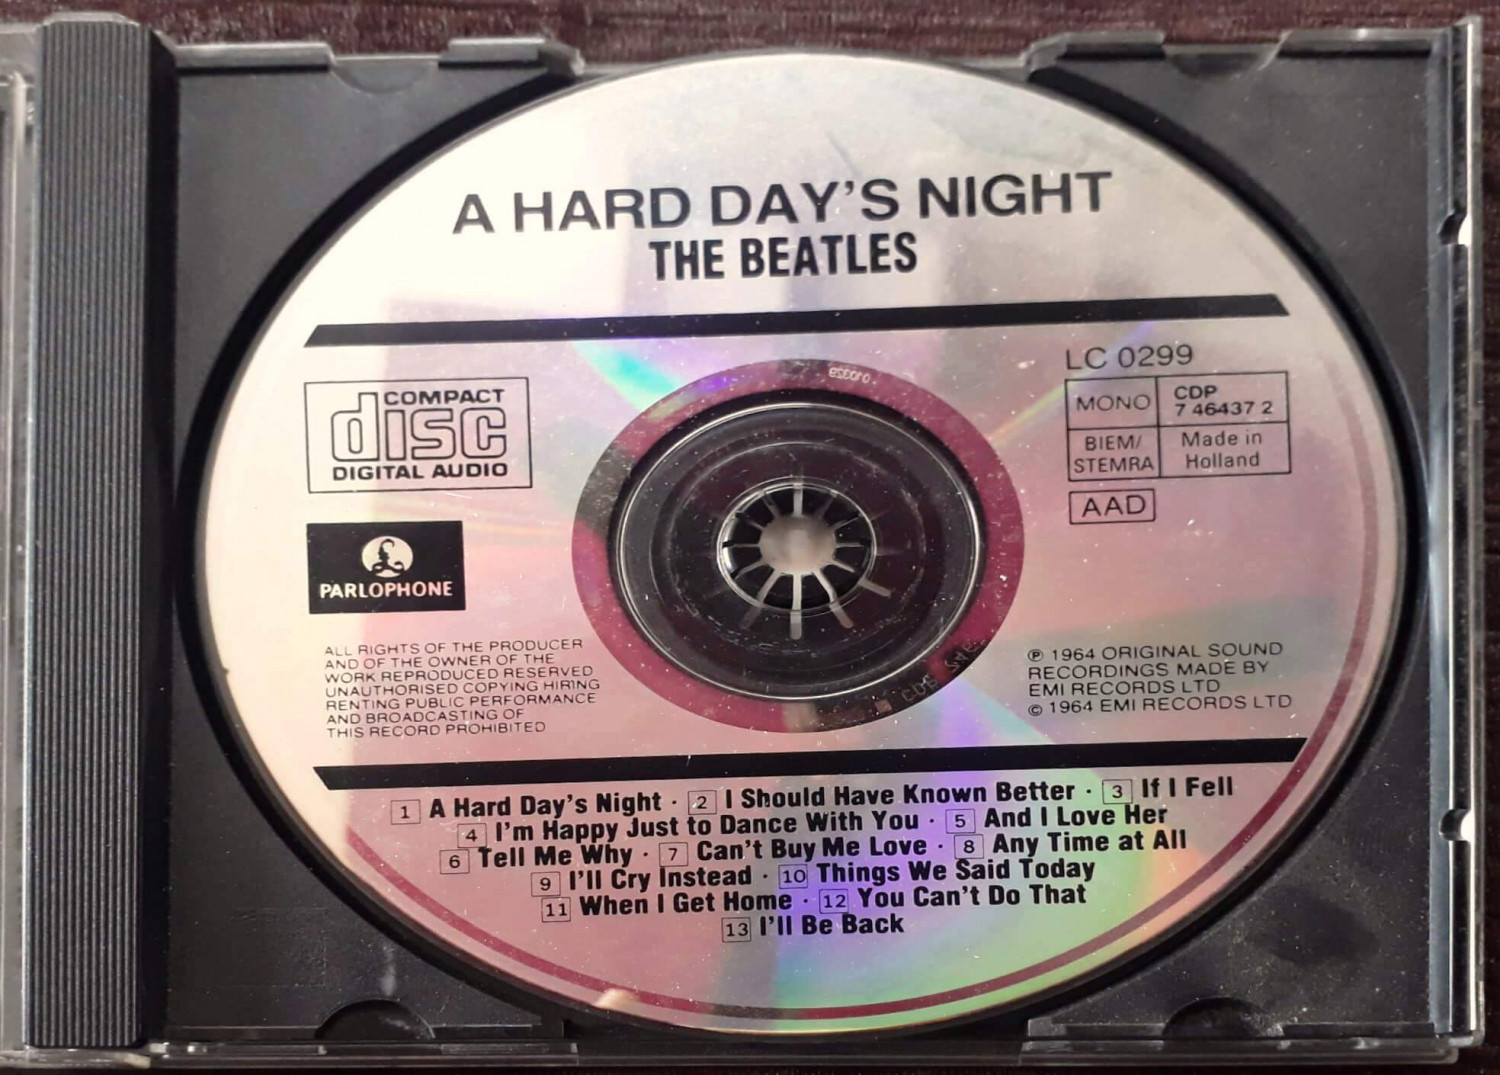 A HARD DAY'S NIGHT
THE BEATLES
COMPACT
disc
DIGITAL AUDIO
LC 0299
MONO
CDP
7 46437 2
BIEM/
STEMRA
Made in
Holland
AAD
PARLOPHONE
ALL RIGHTS OF THE PRODUCER
AND OF THE OWNER OF THE
WORK REPRODUCED RESERVED
UNAUTHORISED COPYING HIRING
RENTING PUBLIC PERFORMANCE
AND BROADCASTING OF
THIS RECORD PROHIBITED
℗ 1964 ORIGINAL SOUND
RECORDINGS MADE BY
EMI RECORDS LTD
© 1964 EMI RECORDS LTD
1 A Hard Day's Night · 2 I Should Have Known Better · 3 If I Fell
4 I'm Happy Just to Dance With You · 5 And I Love Her
6 Tell Me Why · 7 Can't Buy Me Love · 8 Any Time at All
9 I'll Cry Instead · 10 Things We Said Today
11 When I Get Home · 12 You Can't Do That
13 I'll Be Back